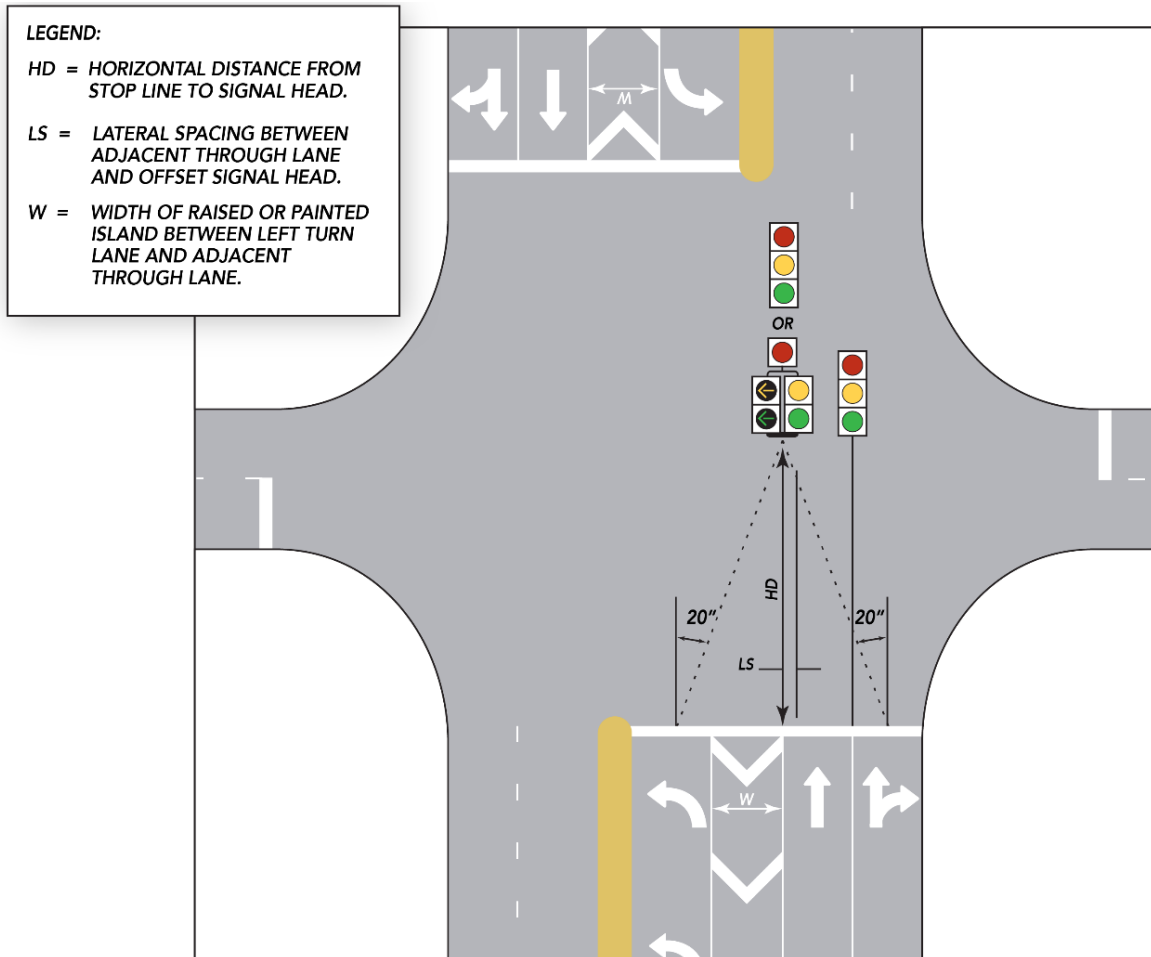 LEGEND:
HD = HORIZONTAL DISTANCE FROM
STOP LINE TO SIGNAL HEAD.
LS = LATERAL SPACING BETWEEN
ADJACENT THROUGH LANE
AND OFFSET SIGNAL HEAD.
W = WIDTH OF RAISED OR PAINTED
ISLAND BETWEEN LEFT TURN
LANE AND ADJACENT
THROUGH LANE.
W
OR
HD
20"
20"
LS
W